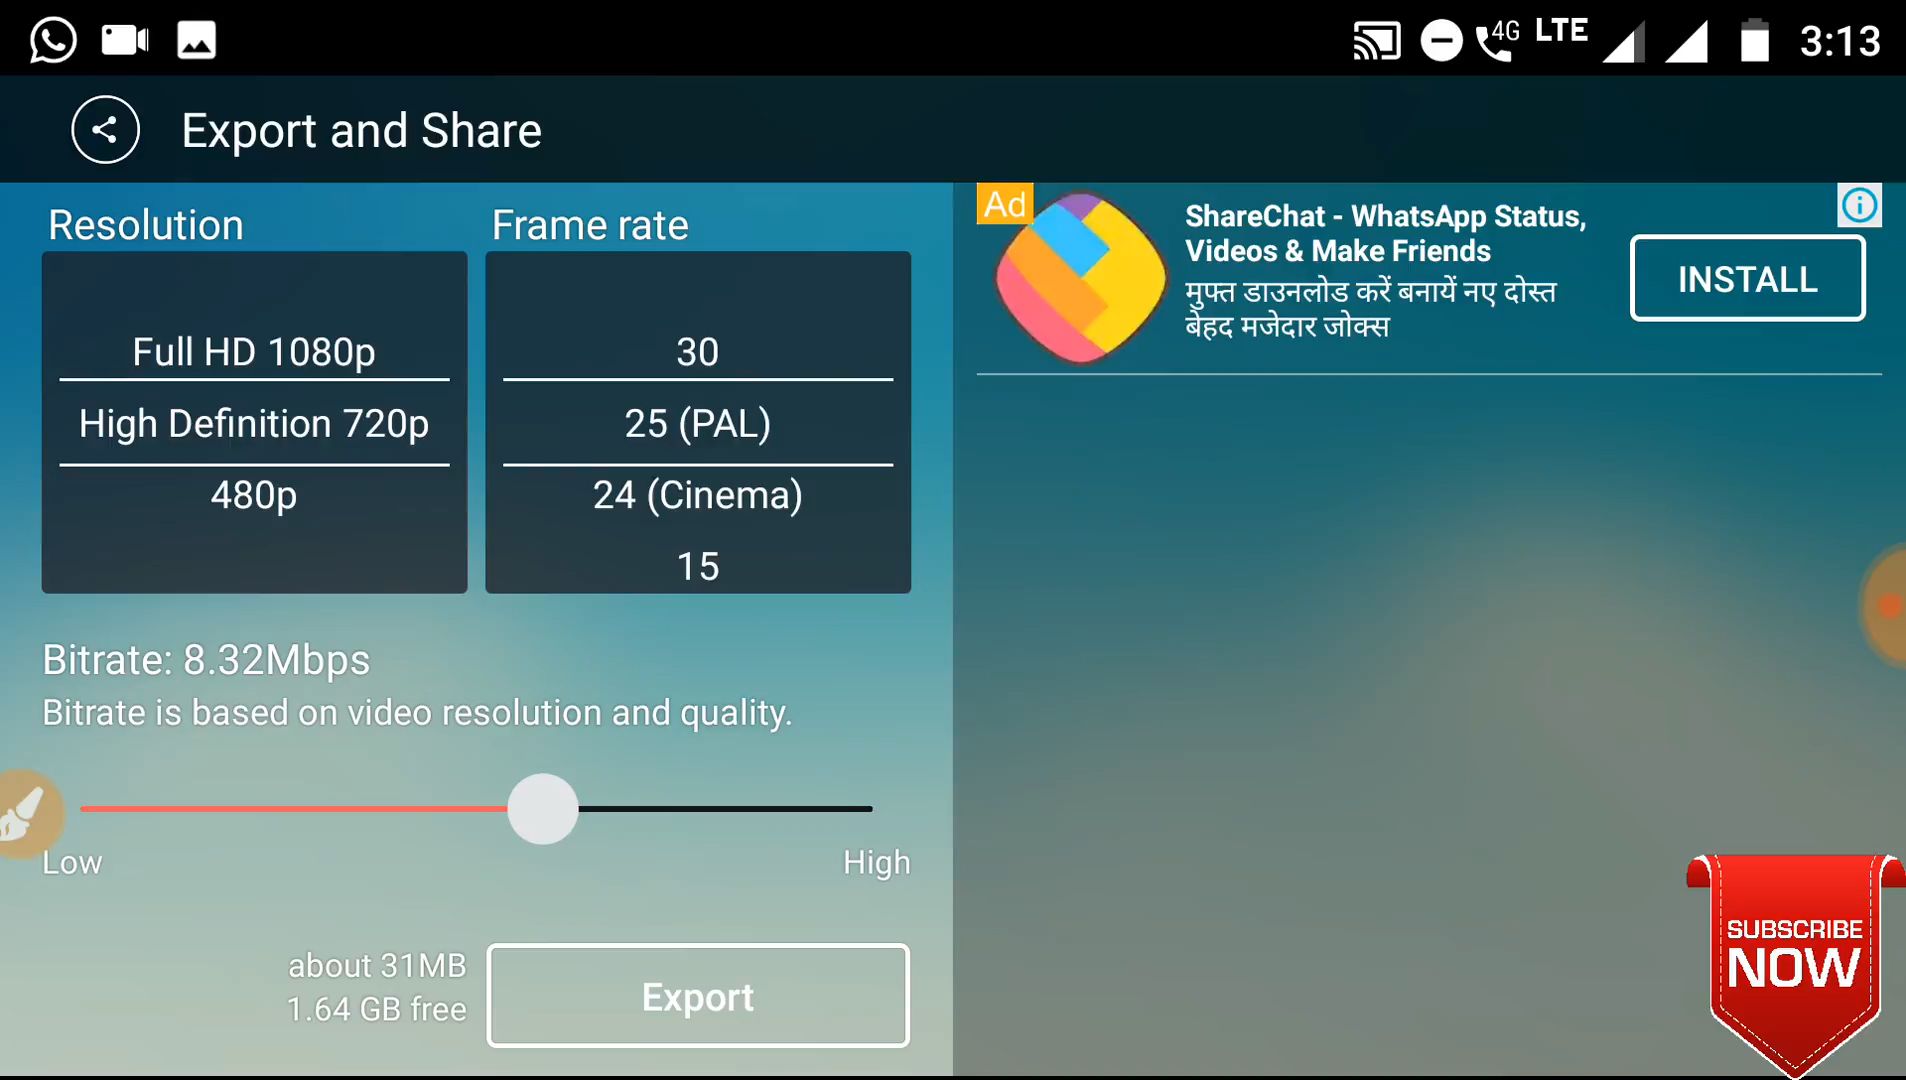 4G LTE 3:13
Export and Share
Resolution
Frame rate
Full HD 1080p
High Definition 720p
480p
30
25 (PAL)
24 (Cinema)
15
Bitrate: 8.32Mbps
Bitrate is based on video resolution and quality.
Low
High
about 31MB
1.64 GB free
Export
Ad
ShareChat - WhatsApp Status,
Videos & Make Friends
मुफ्त डाउनलोड करें बनायें नए दोस्त
बेहद मजेदार जोक्स
INSTALL
SUBSCRIBE
NOW